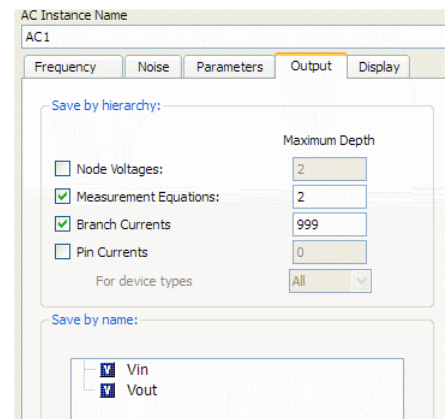 AC Instance Name
AC1
Frequency Noise Parameters Output Display
Save by hierarchy:
Maximum Depth
Node Voltages: 2
Measurement Equations: 2
Branch Currents 999
Pin Currents 0
For device types All
Save by name:
V Vin
V Vout